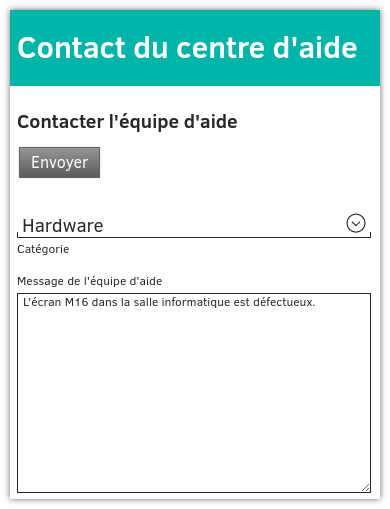 Contact du centre d'aide
Contacter l'équipe d'aide
Envoyer
Hardware
Catégorie
Message de l'équipe d'aide
L'écran M16 dans la salle informatique est défectueux.